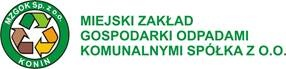 MZGOK Sp. z o.o.
KONIN
MIEJSKI ZAKŁAD
GOSPODARKI ODPADAMI
KOMUNALNYMI SPÓŁKA Z O.O.